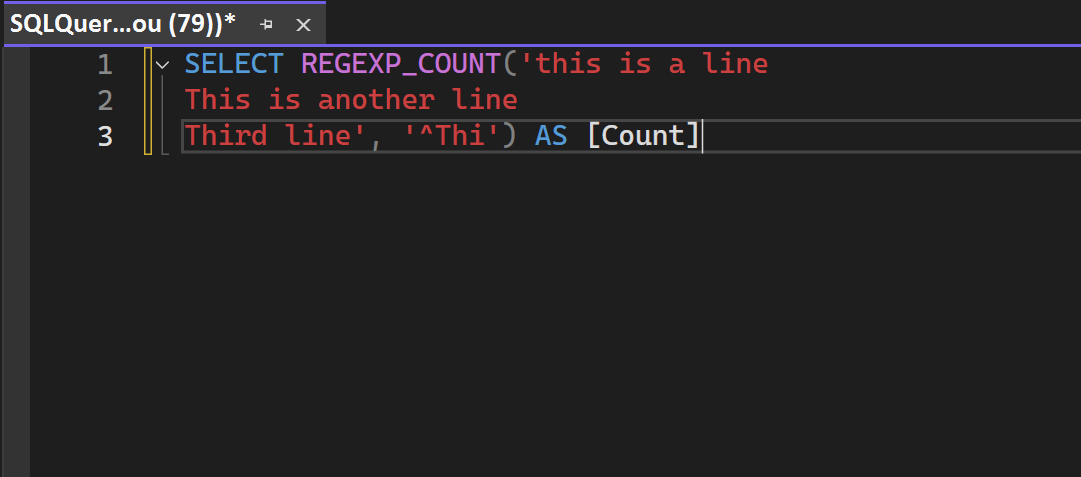 SQLQuer...ou (79))*
1 SELECT REGEXP_COUNT('this is a line
2 This is another line
3 Third line', '^Thi') AS [Count]